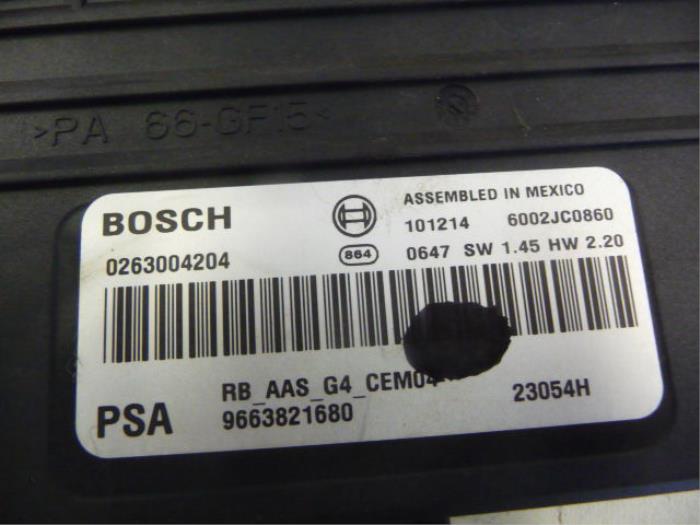 >PA 66-GF15<
BOSCH
ASSEMBLED IN MEXICO
101214 6002JC0860
0263004204
864
0647 SW 1.45 HW 2.20
RB_AAS_G4_CEM04
23054H
PSA
9663821680